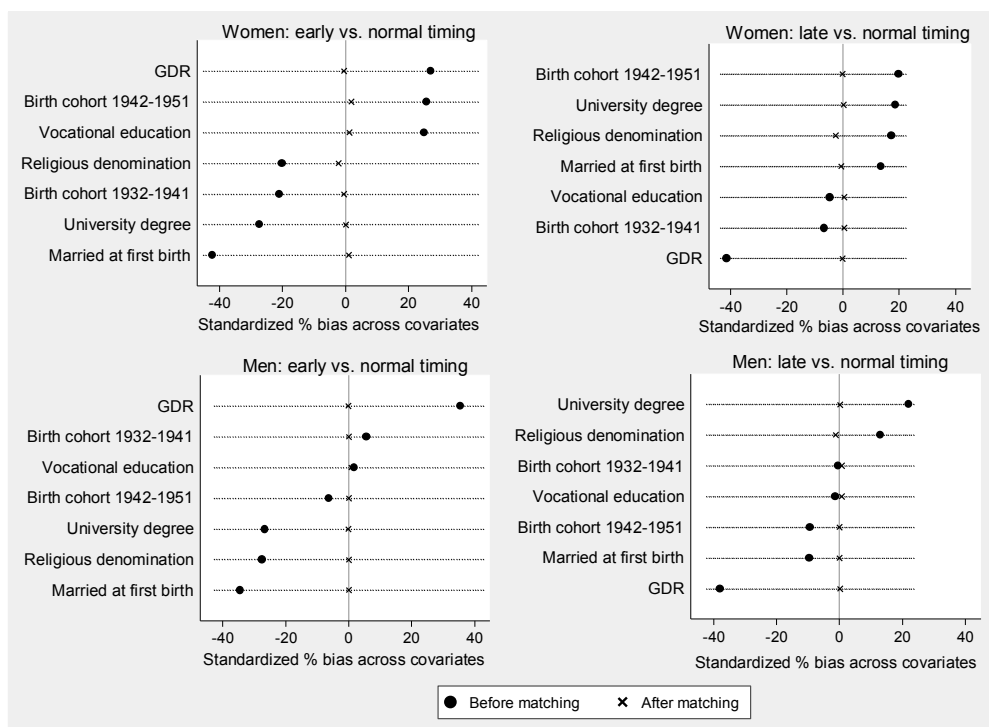 Women: early vs. normal timing
GDR
Birth cohort 1942-1951
Vocational education
Religious denomination
Birth cohort 1932-1941
University degree
Married at first birth
-40 -20 0 20 40
Standardized % bias across covariates
Women: late vs. normal timing
Birth cohort 1942-1951
University degree
Religious denomination
Married at first birth
Vocational education
Birth cohort 1932-1941
GDR
-40 -20 0 20 40
Standardized % bias across covariates
Men: early vs. normal timing
GDR
Birth cohort 1932-1941
Vocational education
Birth cohort 1942-1951
University degree
Religious denomination
Married at first birth
-40 -20 0 20 40
Standardized % bias across covariates
Men: late vs. normal timing
University degree
Religious denomination
Birth cohort 1932-1941
Vocational education
Birth cohort 1942-1951
Married at first birth
GDR
-40 -20 0 20 40
Standardized % bias across covariates
Before matching After matching